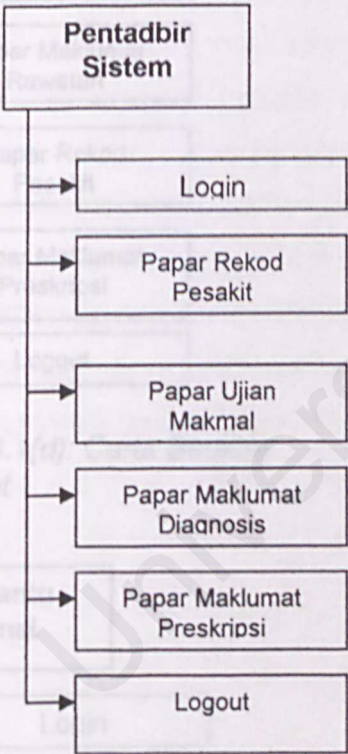 Pentadbir
Sistem
Login
Papar Rekod
Pesakit
Papar Ujian
Makmal
Papar Maklumat
Diagnosis
Papar Maklumat
Preskripsi
Logout